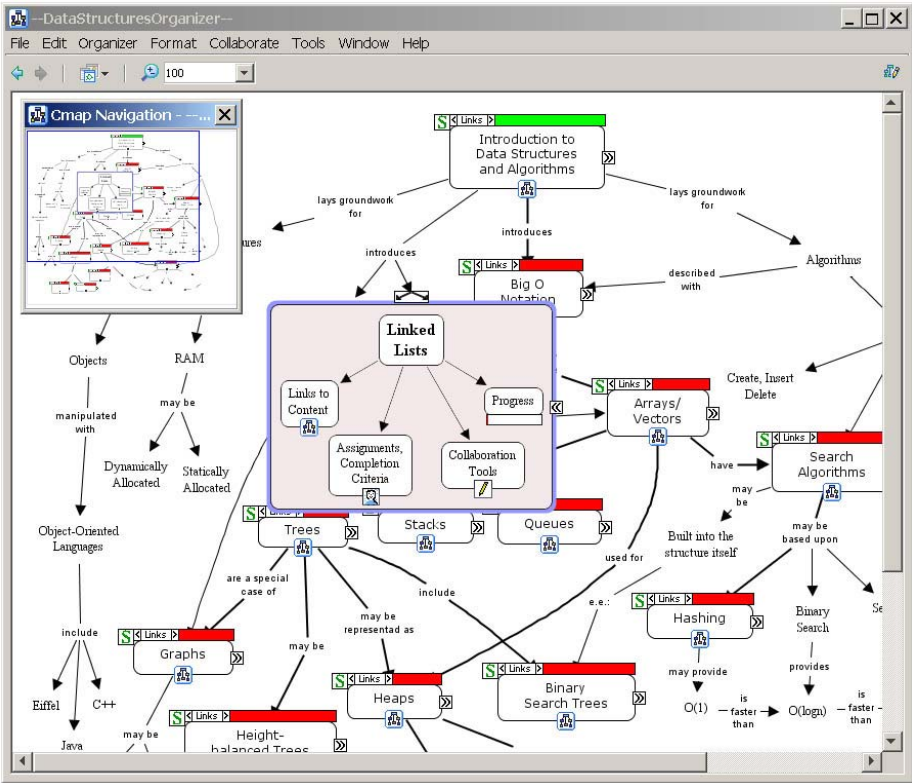 --DataStructuresOrganizer--
File Edit Organizer Format Collaborate Tools Window Help
100
Cmap Navigation - --...
S < Links >
Introduction to
Data Structures
and Algorithms
lays groundwork
for
lays groundwork
for
introduces
introduces
ures
Algorithms
S < Links >
Big O
Notation
described
with
Linked
Lists
Links to
Content
Progress
Assignments,
Completion
Criteria
Collaboration
Tools
Objects
RAM
manipulated
with
may be
Dynamically
Allocated
Statically
Allocated
Create, Insert
Delete
S < Links >
Arrays/
Vectors
have
S < Links >
Search
Algorithms
may
be
may be
based upon
Built into the
structure itself
Object-Oriented
Languages
S < Links >
Trees
Stacks
Queues
used for
are a special
case of
may be
represented as
include
may be
e.e.:
S < Links >
Hashing
Binary
Search
Se
include
S < Links >
Graphs
Eiffel
C++
Java
may be
S < Links >
Height-
balanced Trees
S < Links >
Heaps
S < Links >
Binary
Search Trees
may provide
provides
O(1)
is
faster
than
O(logn)
is
faster
than